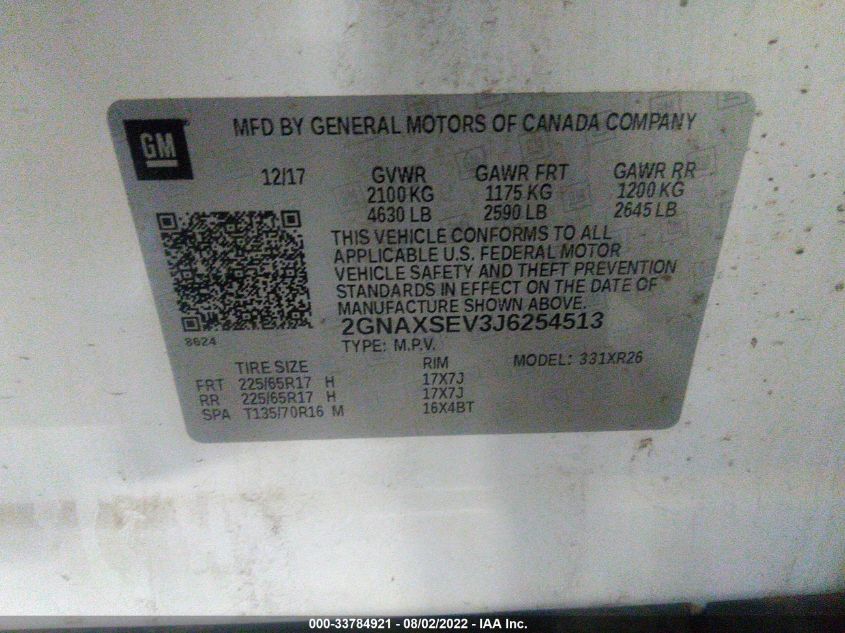 GM
MFD BY GENERAL MOTORS OF CANADA COMPANY
12/17 GVWR GAWR FRT GAWR RR
2100 KG 1175 KG 1200 KG
4630 LB 2590 LB 2645 LB
THIS VEHICLE CONFORMS TO ALL
APPLICABLE U.S. FEDERAL MOTOR
VEHICLE SAFETY AND THEFT PREVENTION
STANDARDS IN EFFECT ON THE DATE OF
MANUFACTURE SHOWN ABOVE.
2GNAXSEV3J6254513
8624
TYPE: M.P.V.
MODEL: 331XR26
TIRE SIZE RIM
FRT 225/65R17 H 17X7J
RR 225/65R17 H 17X7J
SPA T135/70R16 M 16X4BT
000-33784921 - 08/02/2022 - IAA Inc.